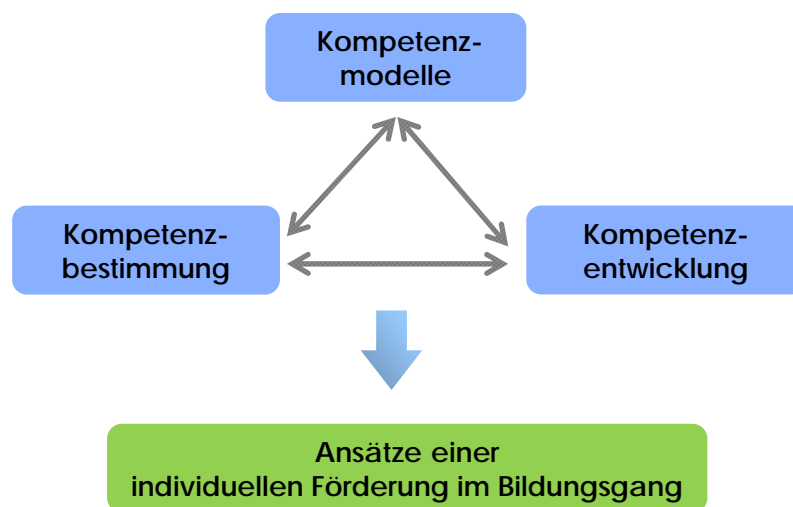 Kompetenz-
modelle
Kompetenz-
bestimmung
Kompetenz-
entwicklung
Ansätze einer
individuellen Förderung im Bildungsgang